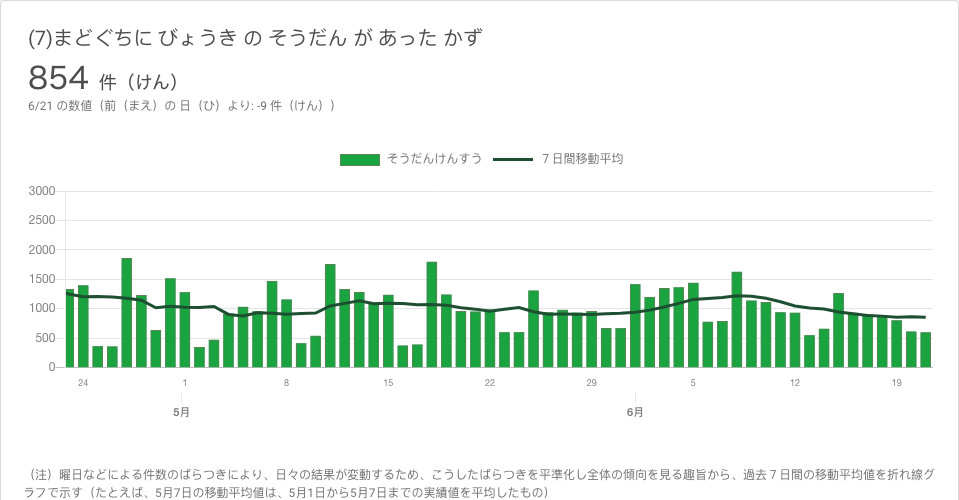 (7)まどぐちに びょうき の そうだん が あった かず
854 件（けん）
6/21 の数値（前（まえ）の 日（ひ）より: -9 件（けん））
そうだんけんすう 7 日間移動平均
3000
2500
2000
1500
1000
500
0
24 1 8 15 22 29 5 12 19
5月 6月
（注）曜日などによる件数のばらつきにより、日々の結果が変動するため、こうしたばらつきを平準化し全体の傾向を見る趣旨から、過去７日間の移動平均値を折れ線グ
ラフで示す（たとえば、5月7日の移動平均値は、5月1日から5月7日までの実績値を平均したもの）